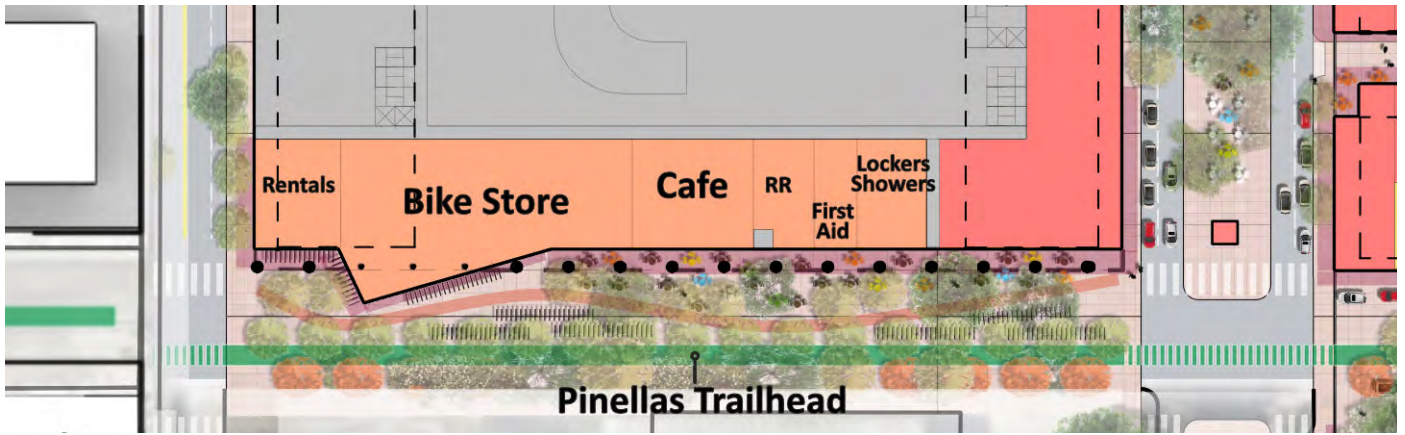 Rentals
Bike Store
Cafe
RR
First
Aid
Lockers
Showers
Pinellas Trailhead